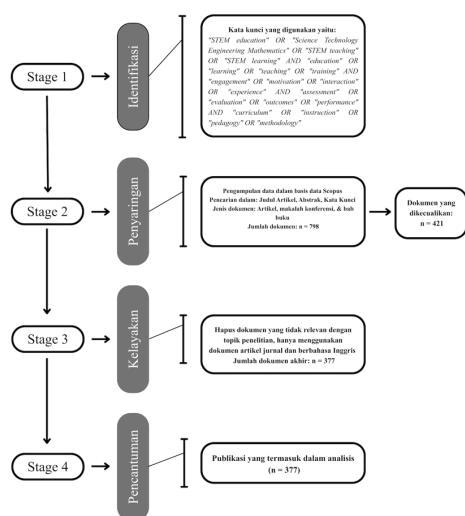 Stage 1
Identifikasi
Kata kunci yang digunakan yaitu:
"STEM education" OR "Science Technology
Engineering Mathematics" OR "STEM teaching"
OR "STEM learning" AND "education" OR
"learning" OR "teaching" OR "training" AND
"engagement" OR "motivation" OR "interaction"
OR "experience" AND "assessment" OR
"evaluation" OR "outcomes" OR "performance"
AND "curriculum" OR "instruction" OR
"pedagogy" OR "methodology"
Stage 2
Penyaringan
Pengumpulan data dalam basis data Scopus
Pencarian dalam: Judul Artikel, Abstrak, Kata Kunci
Jenis dokumen: Artikel, makalah konferensi, & bab
buku
Jumlah dokumen: n = 798
Dokumen yang
dikecualikan:
n = 421
Stage 3
Kelayakan
Hapus dokumen yang tidak relevan dengan
topik penelitian, hanya menggunakan
dokumen artikel jurnal dan berbahasa Inggris
Jumlah dokumen akhir: n = 377
Stage 4
Pencantuman
Publikasi yang termasuk dalam analisis
(n = 377)